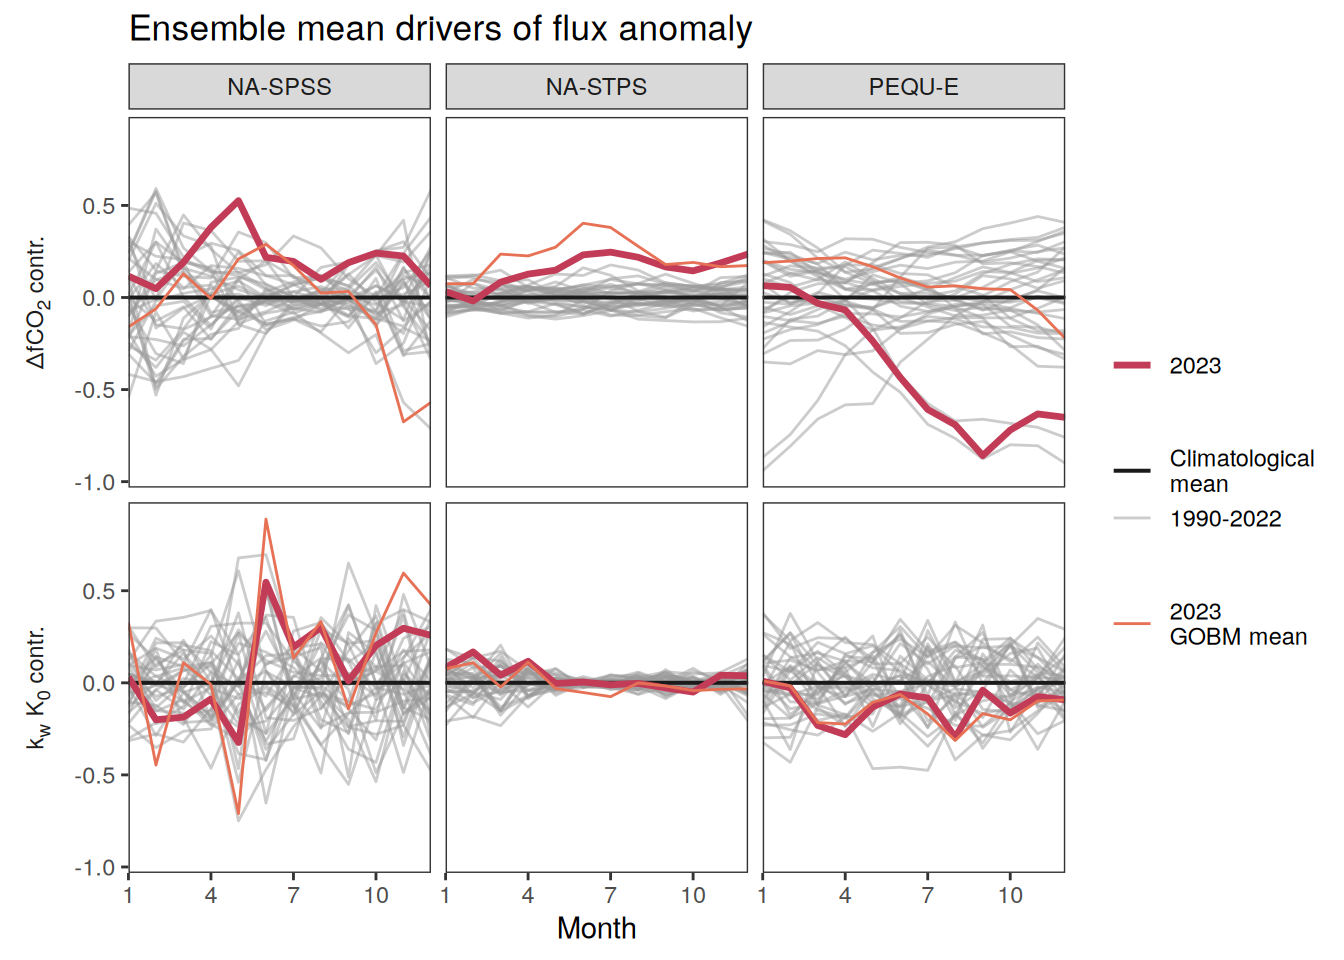 Ensemble mean drivers of flux anomaly
NA-SPSS
NA-STPS
PEQU-E
ΔfCO₂ contr.
0.5
0.0
-0.5
-1.0
k_w K₀ contr.
0.5
0.0
-0.5
-1.0
1 4 7 10
1 4 7 10
1 4 7 10
Month
2023
Climatological
mean
1990-2022
2023
GOBM mean